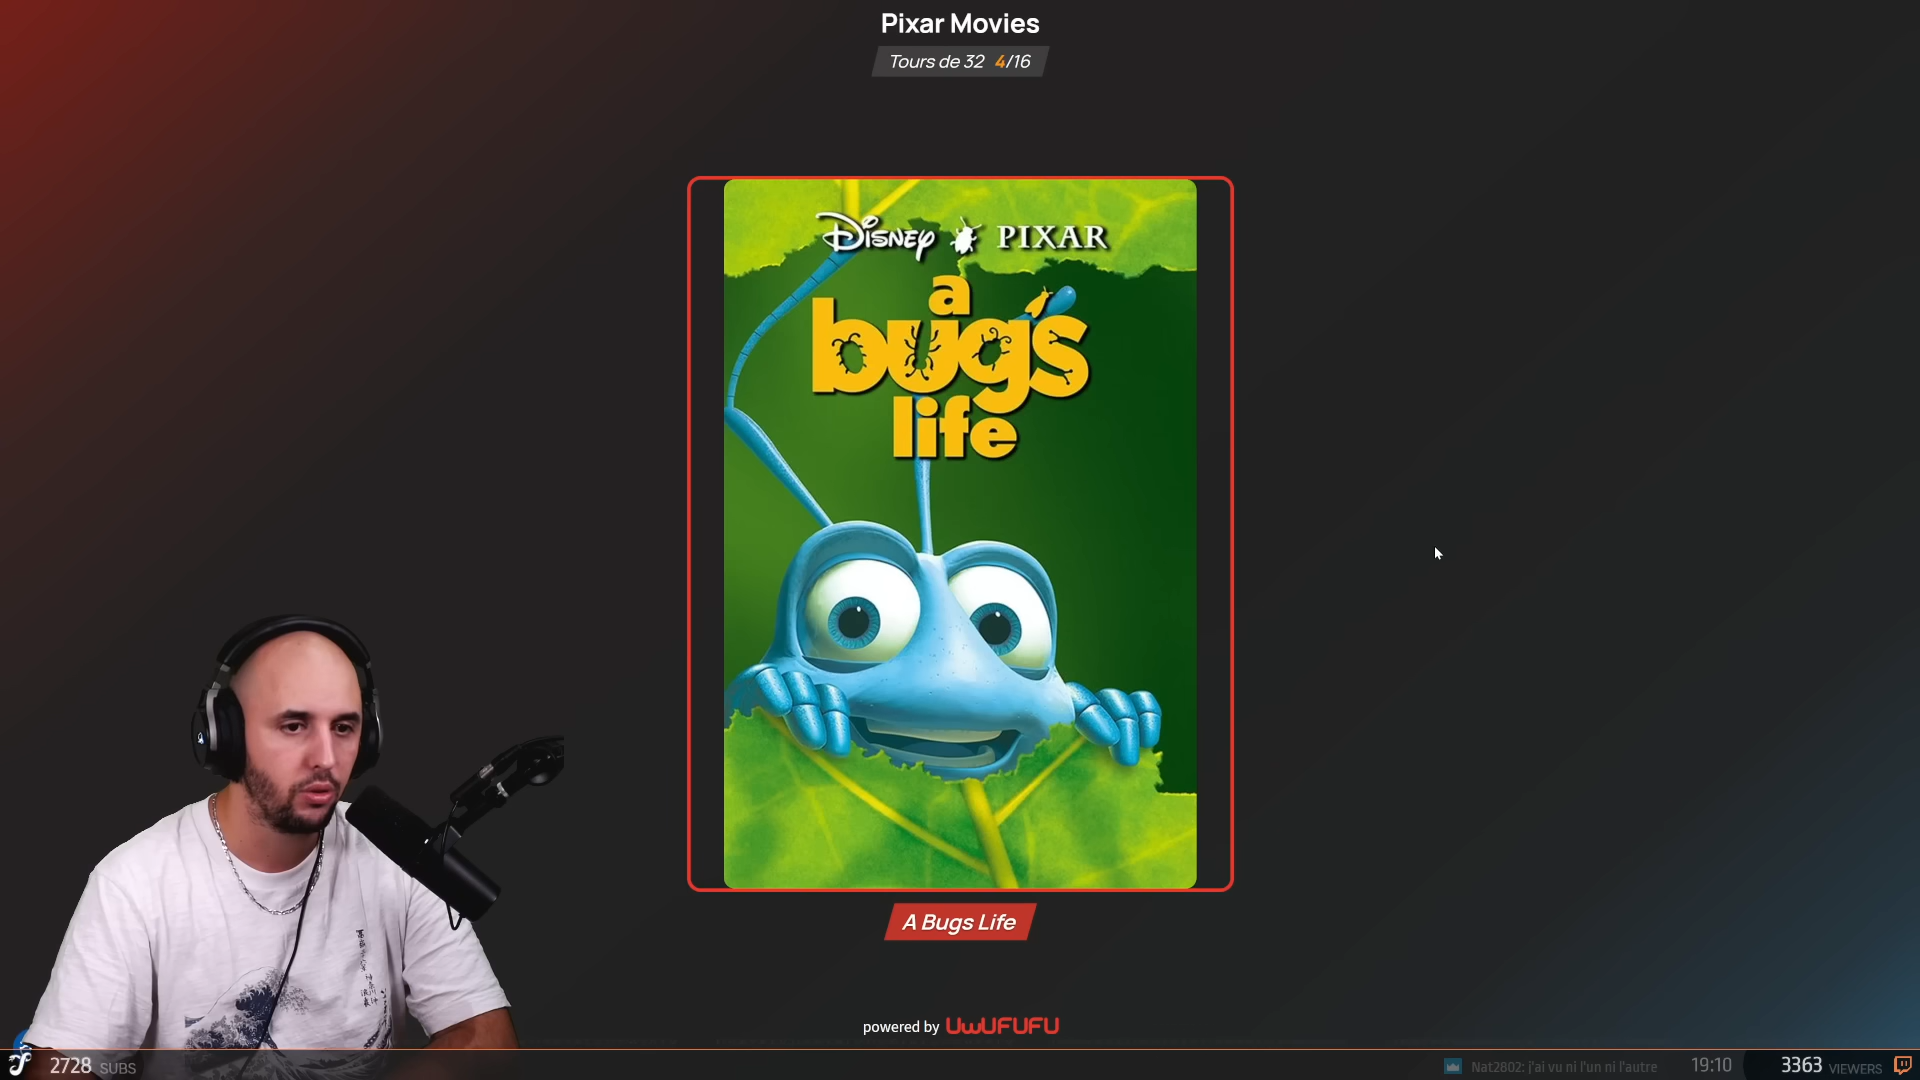 Pixar Movies
Tours de 32 4/16
Disney PIXAR
a
bug's
life
A Bugs Life
powered by UwUFUFU
2728 SUBS
Nat2802: j'ai vu ni l'un ni l'autre
19:10
3363 VIEWERS